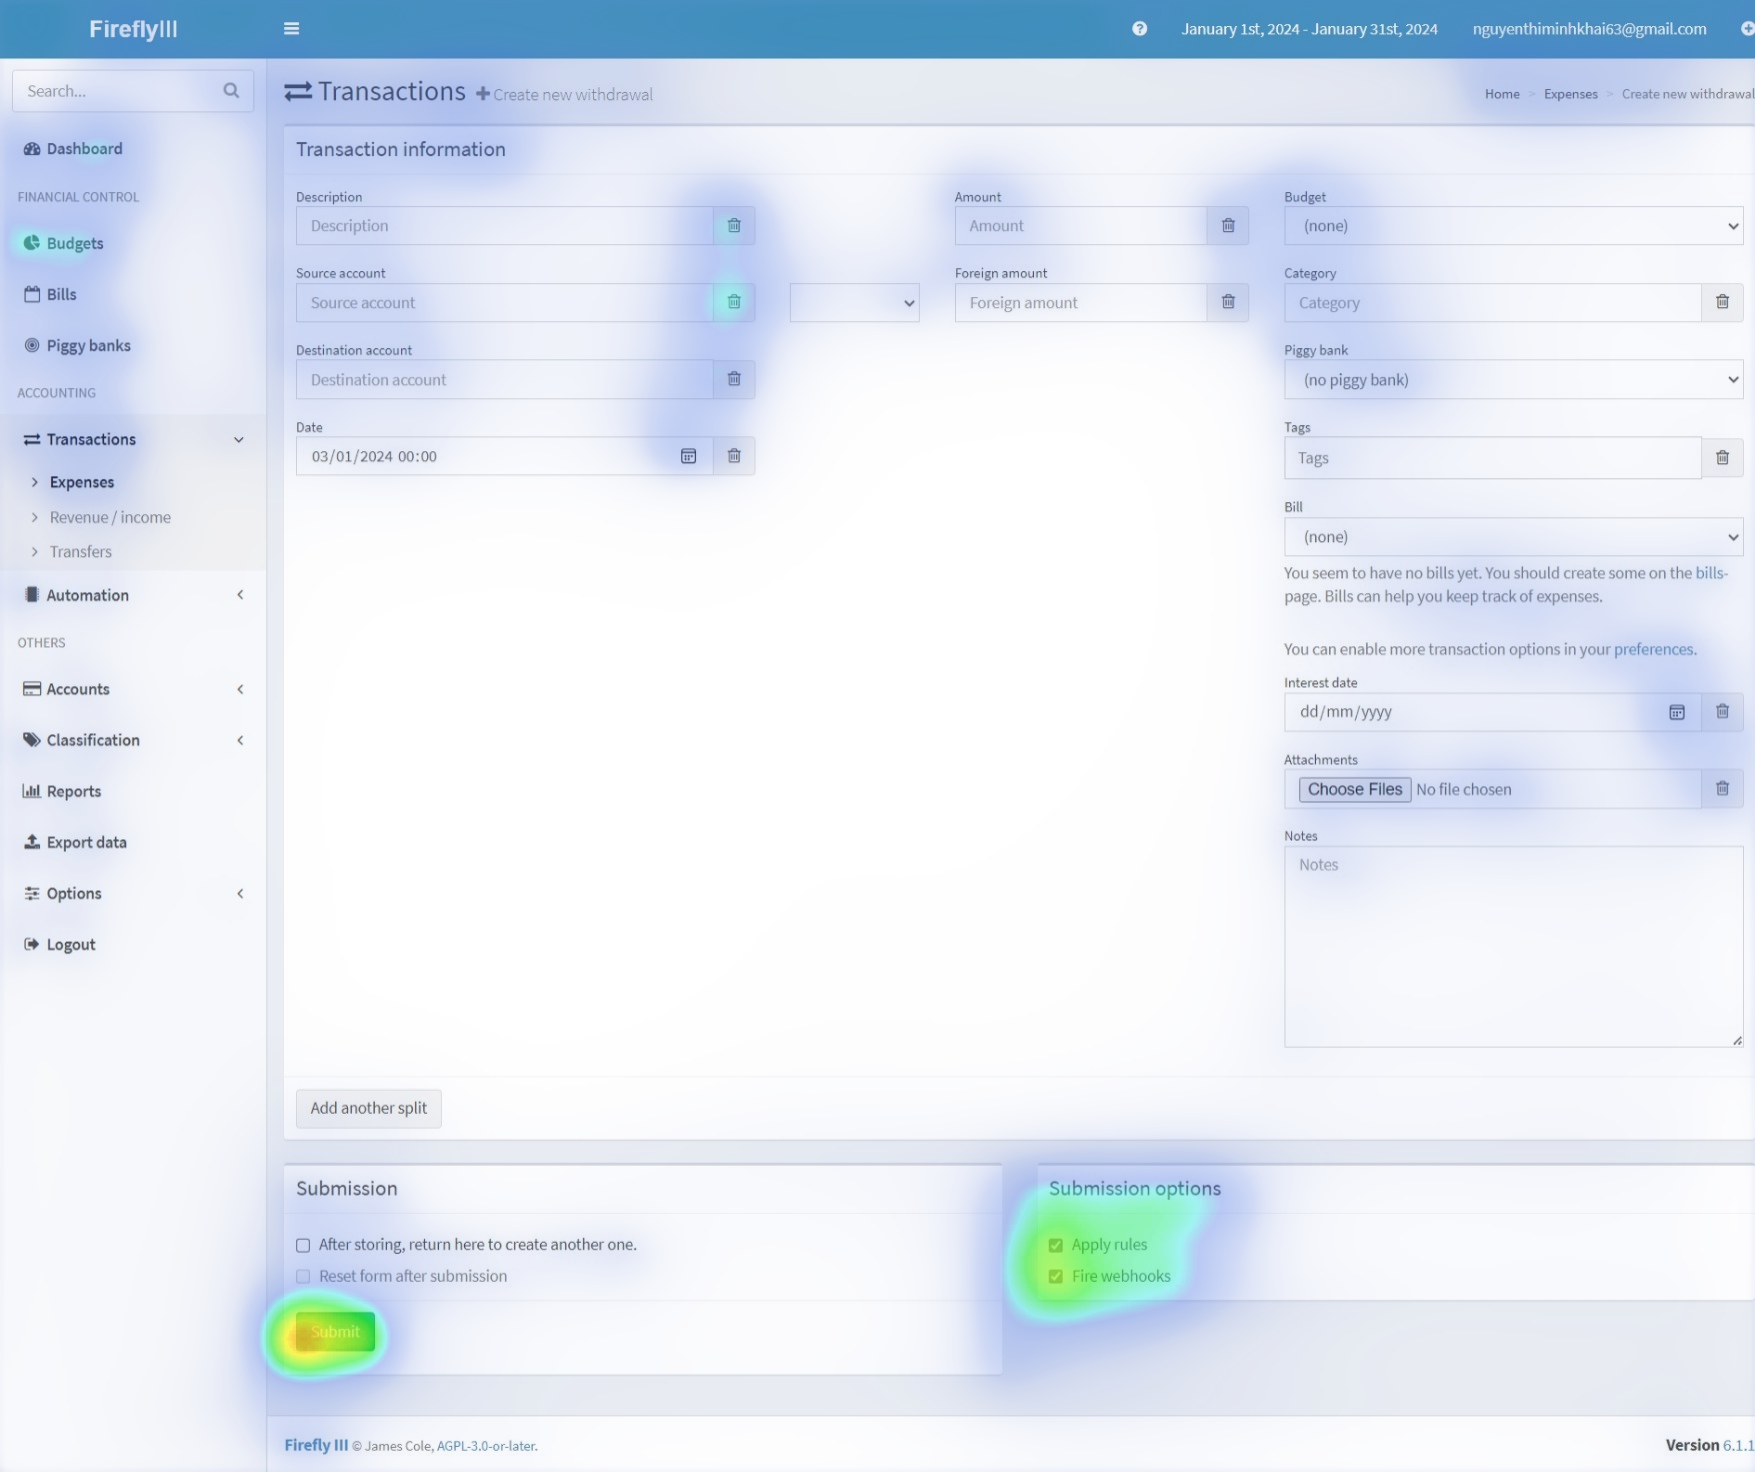 FireflyIII
January 1st, 2024 - January 31st, 2024
nguyenthiminhkhai63@gmail.com
Search...
Transactions
Create new withdrawal
Home > Expenses > Create new withdrawal
Dashboard
FINANCIAL CONTROL
Budgets
Bills
Piggy banks
ACCOUNTING
Transactions
Expenses
Revenue / income
Transfers
Automation
OTHERS
Accounts
Classification
Reports
Export data
Options
Logout
Transaction information
Description
Description
Source account
Source account
Destination account
Destination account
Date
03/01/2024 00:00
Amount
Amount
Foreign amount
Foreign amount
Budget
(none)
Category
Category
Piggy bank
(no piggy bank)
Tags
Tags
Bill
(none)
You seem to have no bills yet. You should create some on the bills-
page. Bills can help you keep track of expenses.
You can enable more transaction options in your preferences.
Interest date
dd/mm/yyyy
Attachments
Choose Files No file chosen
Notes
Notes
Add another split
Submission
After storing, return here to create another one.
Reset form after submission
Submit
Submission options
Apply rules
Fire webhooks
Firefly III © James Cole, AGPL-3.0-or-later.
Version 6.1.1